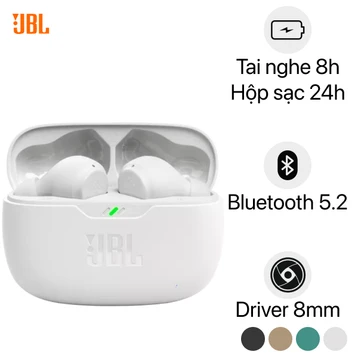 JBL
Tai nghe 8h
Hộp sạc 24h
Bluetooth 5.2
JBL
Driver 8mm